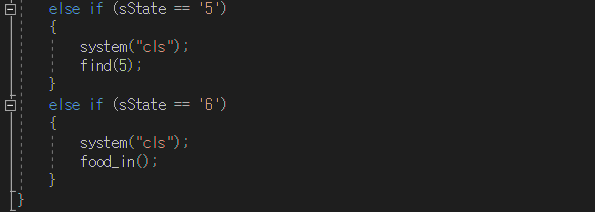 else if (sState == '5')
{
system("cls");
find(5);
}
else if (sState == '6')
{
system("cls");
food_in();
}
}